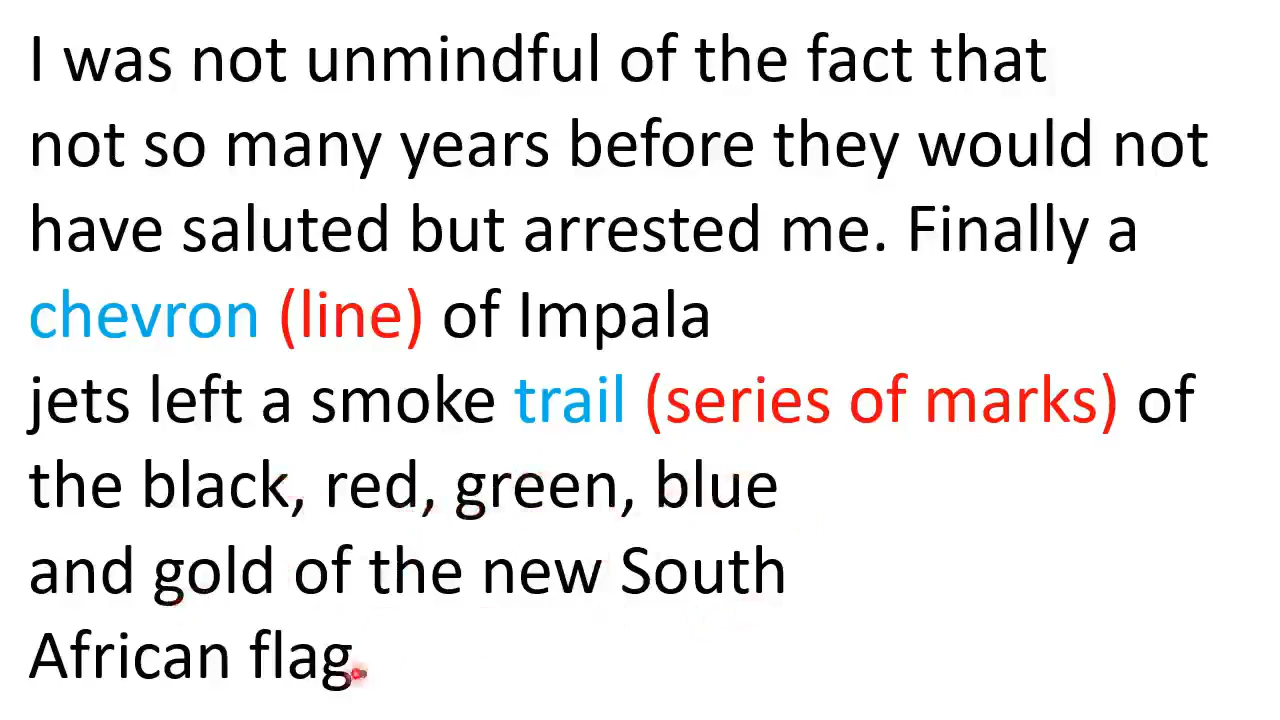 I was not unmindful of the fact that
not so many years before they would not
have saluted but arrested me. Finally a
chevron (line) of Impala
jets left a smoke trail (series of marks) of
the black, red, green, blue
and gold of the new South
African flag.